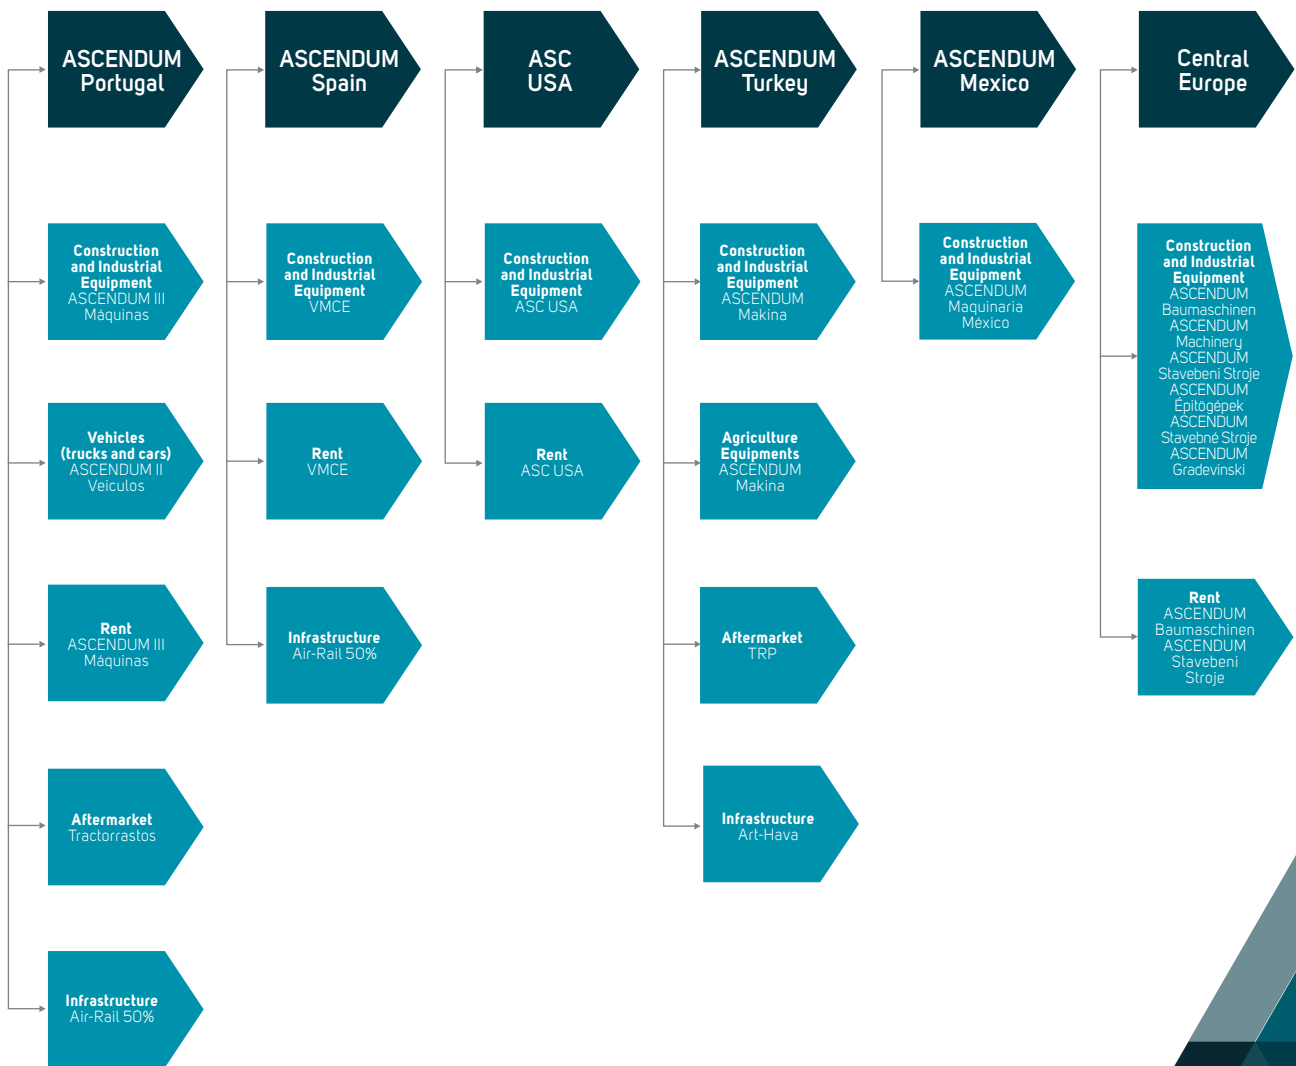 ASCENDUM
Portugal
ASCENDUM
Spain
ASC
USA
ASCENDUM
Turkey
ASCENDUM
Mexico
Central
Europe
Construction
and Industrial
Equipment
ASCENDUM III
Máquinas
Construction
and Industrial
Equipment
VMCE
Construction
and Industrial
Equipment
ASC USA
Construction
and Industrial
Equipment
ASCENDUM
Makina
Construction
and Industrial
Equipment
ASCENDUM
Maquinaria
México
Construction
and Industrial
Equipment
ASCENDUM
Baumaschinen
ASCENDUM
Machinery
ASCENDUM
Stavebeni Stroje
ASCENDUM
Épitögépek
ASCENDUM
Stavebné Stroje
ASCENDUM
Gradevinski
Vehicles
(trucks and cars)
ASCENDUM II
Veiculos
Rent
VMCE
Rent
ASC USA
Agriculture
Equipments
ASCENDUM
Makina
Rent
ASCENDUM III
Máquinas
Infrastructure
Air-Rail 50%
Aftermarket
TRP
Rent
ASCENDUM
Baumaschinen
ASCENDUM
Stavebeni
Stroje
Aftermarket
Tractorrastos
Infrastructure
Art-Hava
Infrastructure
Air-Rail 50%